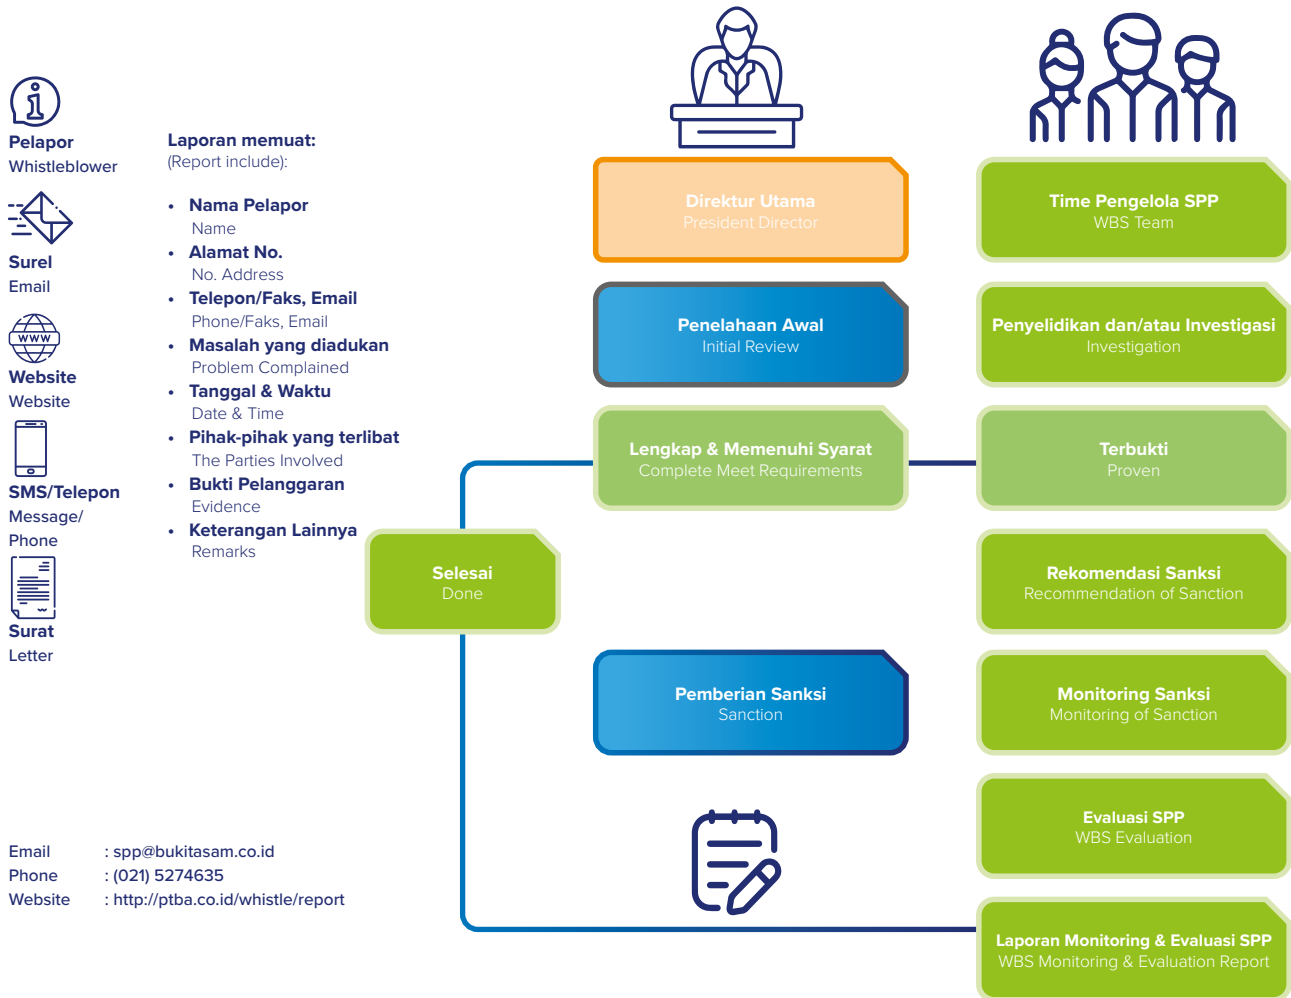 Pelapor
Whistleblower
Surel
Email
WWW
Website
Website
SMS/Telepon
Message/
Phone
Surat
Letter
Laporan memuat:
(Report include):
• Nama Pelapor
Name
• Alamat No.
No. Address
• Telepon/Faks, Email
Phone/Faks, Email
• Masalah yang diadukan
Problem Complained
• Tanggal & Waktu
Date & Time
• Pihak-pihak yang terlibat
The Parties Involved
• Bukti Pelanggaran
Evidence
• Keterangan Lainnya
Remarks
Selesai
Done
Direktur Utama
President Director
Penelahaan Awal
Initial Review
Lengkap & Memenuhi Syarat
Complete Meet Requirements
Pemberian Sanksi
Sanction
Time Pengelola SPP
WBS Team
Penyelidikan dan/atau Investigasi
Investigation
Terbukti
Proven
Rekomendasi Sanksi
Recommendation of Sanction
Monitoring Sanksi
Monitoring of Sanction
Evaluasi SPP
WBS Evaluation
Laporan Monitoring & Evaluasi SPP
WBS Monitoring & Evaluation Report
Email : spp@bukitasam.co.id
Phone : (021) 5274635
Website : http://ptba.co.id/whistle/report